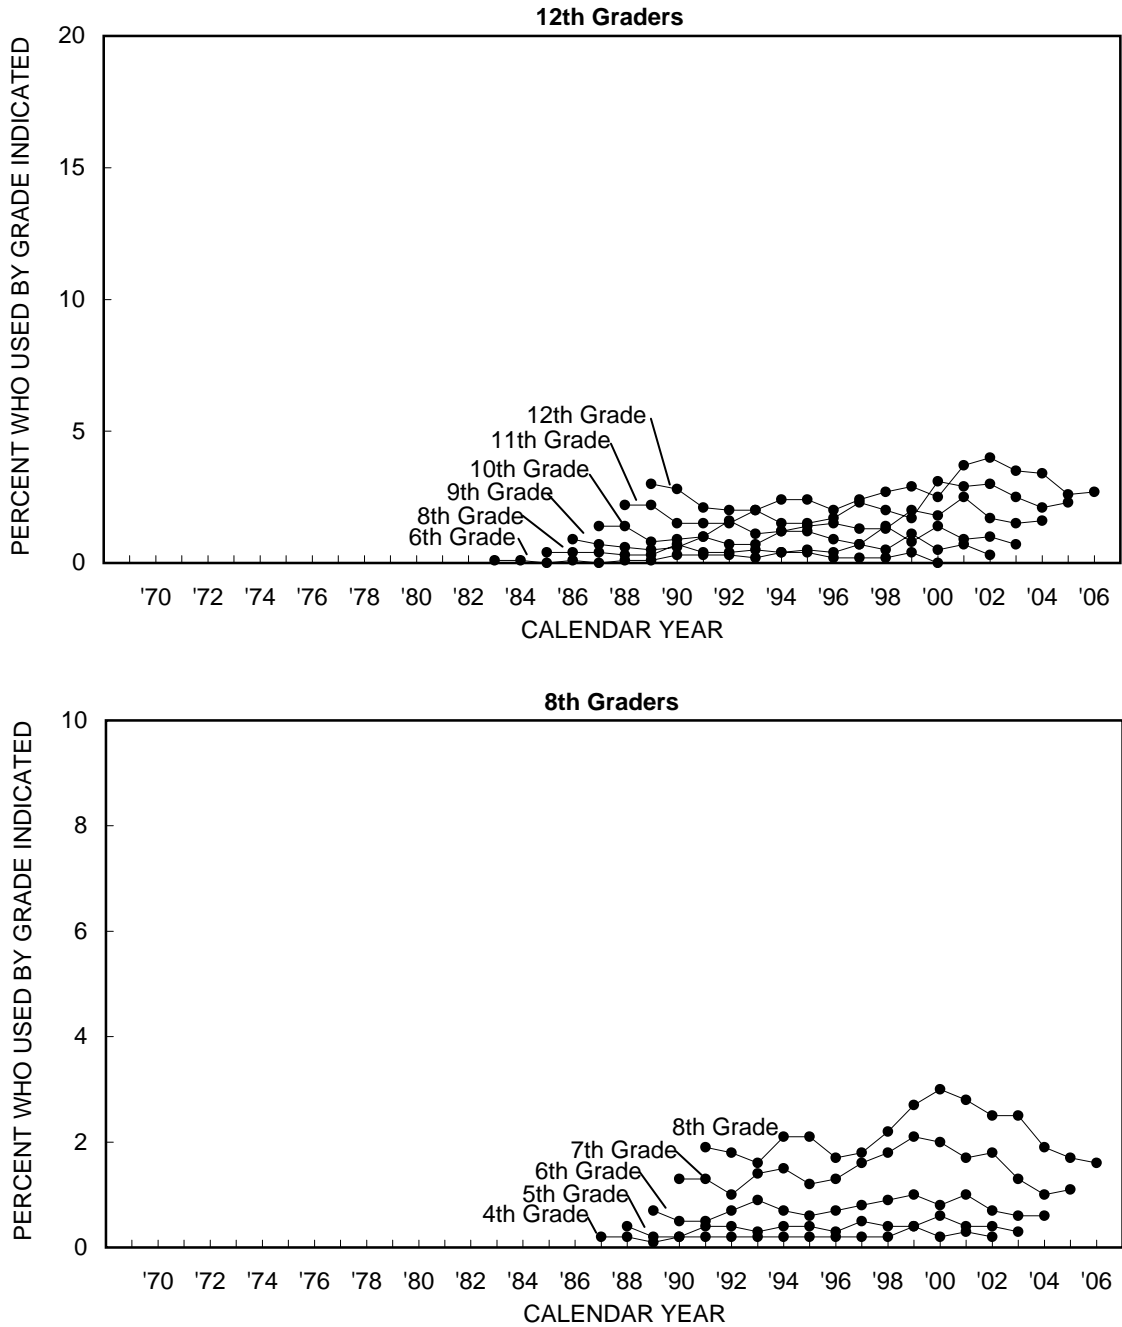 12th Graders
PERCENT WHO USED BY GRADE INDICATED
20
15
10
5
0
12th Grade
11th Grade
10th Grade
9th Grade
8th Grade
6th Grade
'70 '72 '74 '76 '78 '80 '82 '84 '86 '88 '90 '92 '94 '96 '98 '00 '02 '04 '06
CALENDAR YEAR
8th Graders
PERCENT WHO USED BY GRADE INDICATED
10
8
6
4
2
0
8th Grade
7th Grade
6th Grade
5th Grade
4th Grade
'70 '72 '74 '76 '78 '80 '82 '84 '86 '88 '90 '92 '94 '96 '98 '00 '02 '04 '06
CALENDAR YEAR